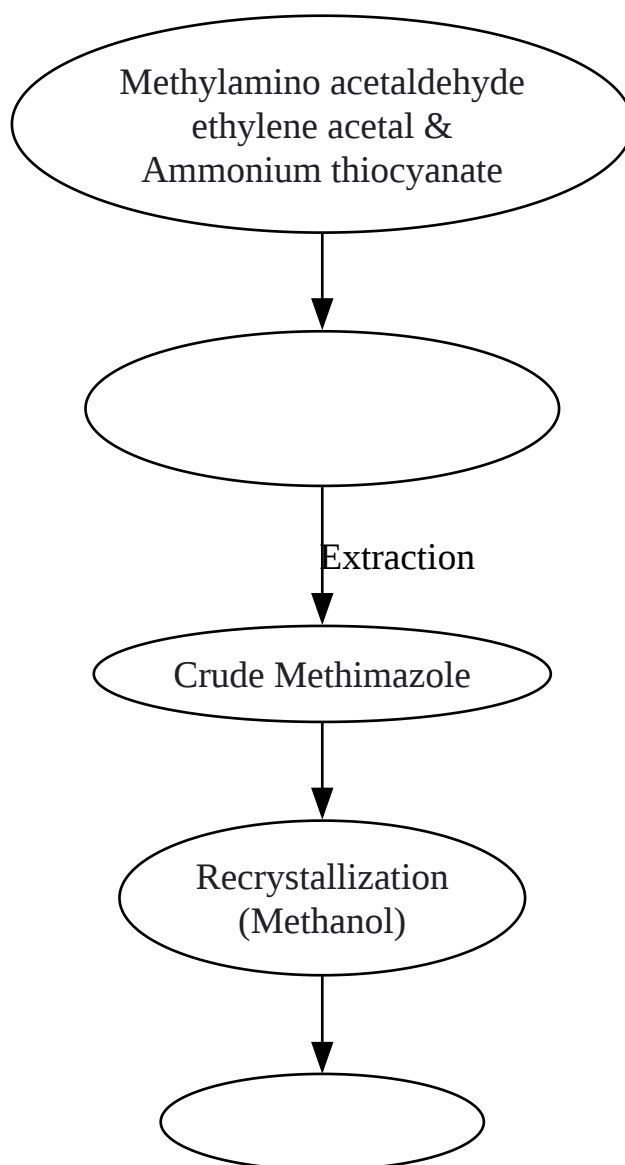 Methylamino acetaldehyde
ethylene acetal &
Ammonium thiocyanate
Extraction
Crude Methimazole
Recrystallization
(Methanol)